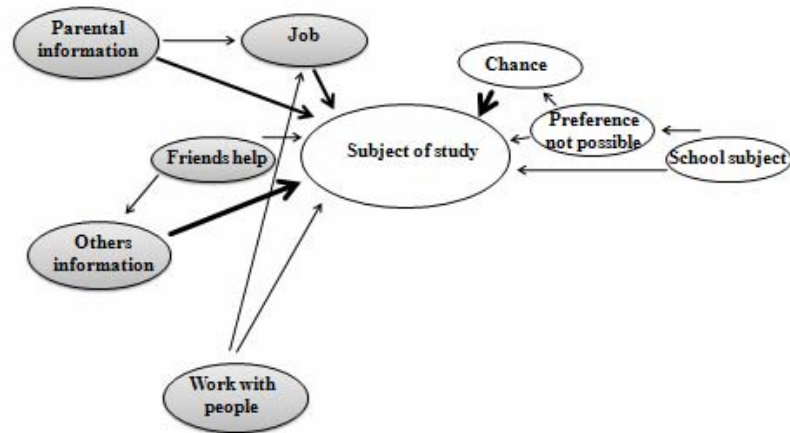 Parental
information
Job
Chance
Preference
not possible
Subject of study
Friends help
School subject
Others
information
Work with
people